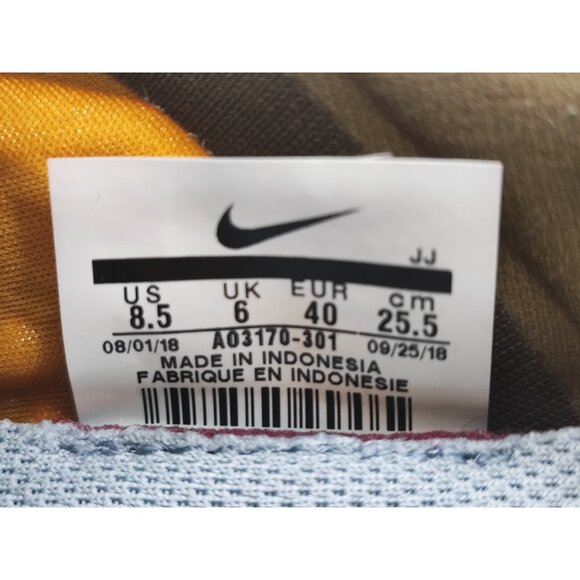 JJ
US UK EUR cm
8.5 6 40 25.5
08/01/18 AO3170-301 09/25/18
MADE IN INDONESIA
FABRIQUE EN INDONESIE